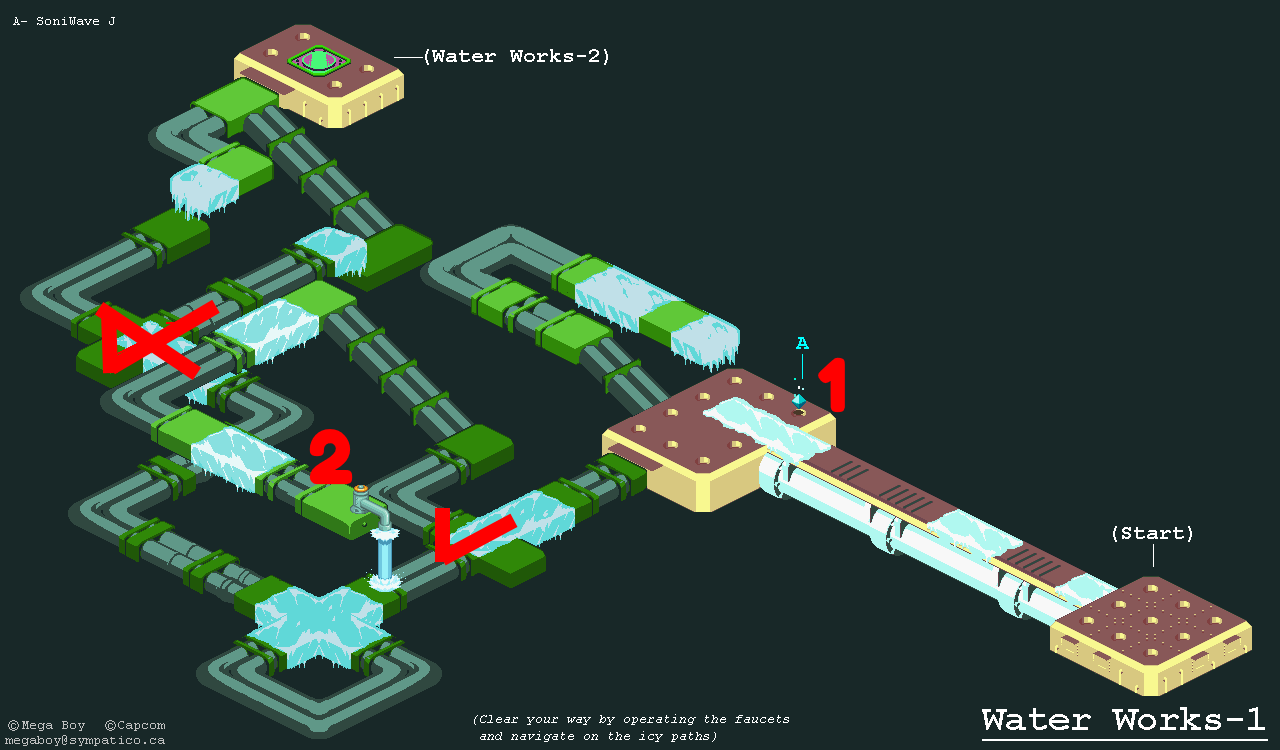 A- SoniWave J
(Water Works-2)
A
1
2
(Start)
(Clear your way by operating the faucets
and navigate on the icy paths)
Water Works-1
©Mega Boy ©Capcom
megaboy@sympatico.ca